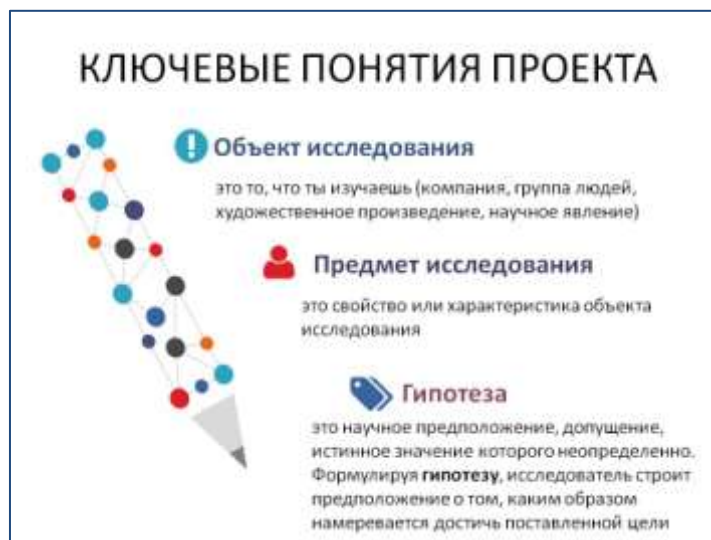 КЛЮЧЕВЫЕ ПОНЯТИЯ ПРОЕКТА
Объект исследования
это то, что ты изучаешь (компания, группа людей,
художественное произведение, научное явление)
Предмет исследования
это свойство или характеристика объекта
исследования
Гипотеза
это научное предположение, допущение,
истинное значение которого неопределенно.
Формулируя гипотезу, исследователь строит
предположение о том, каким образом
намеревается достичь поставленной цели